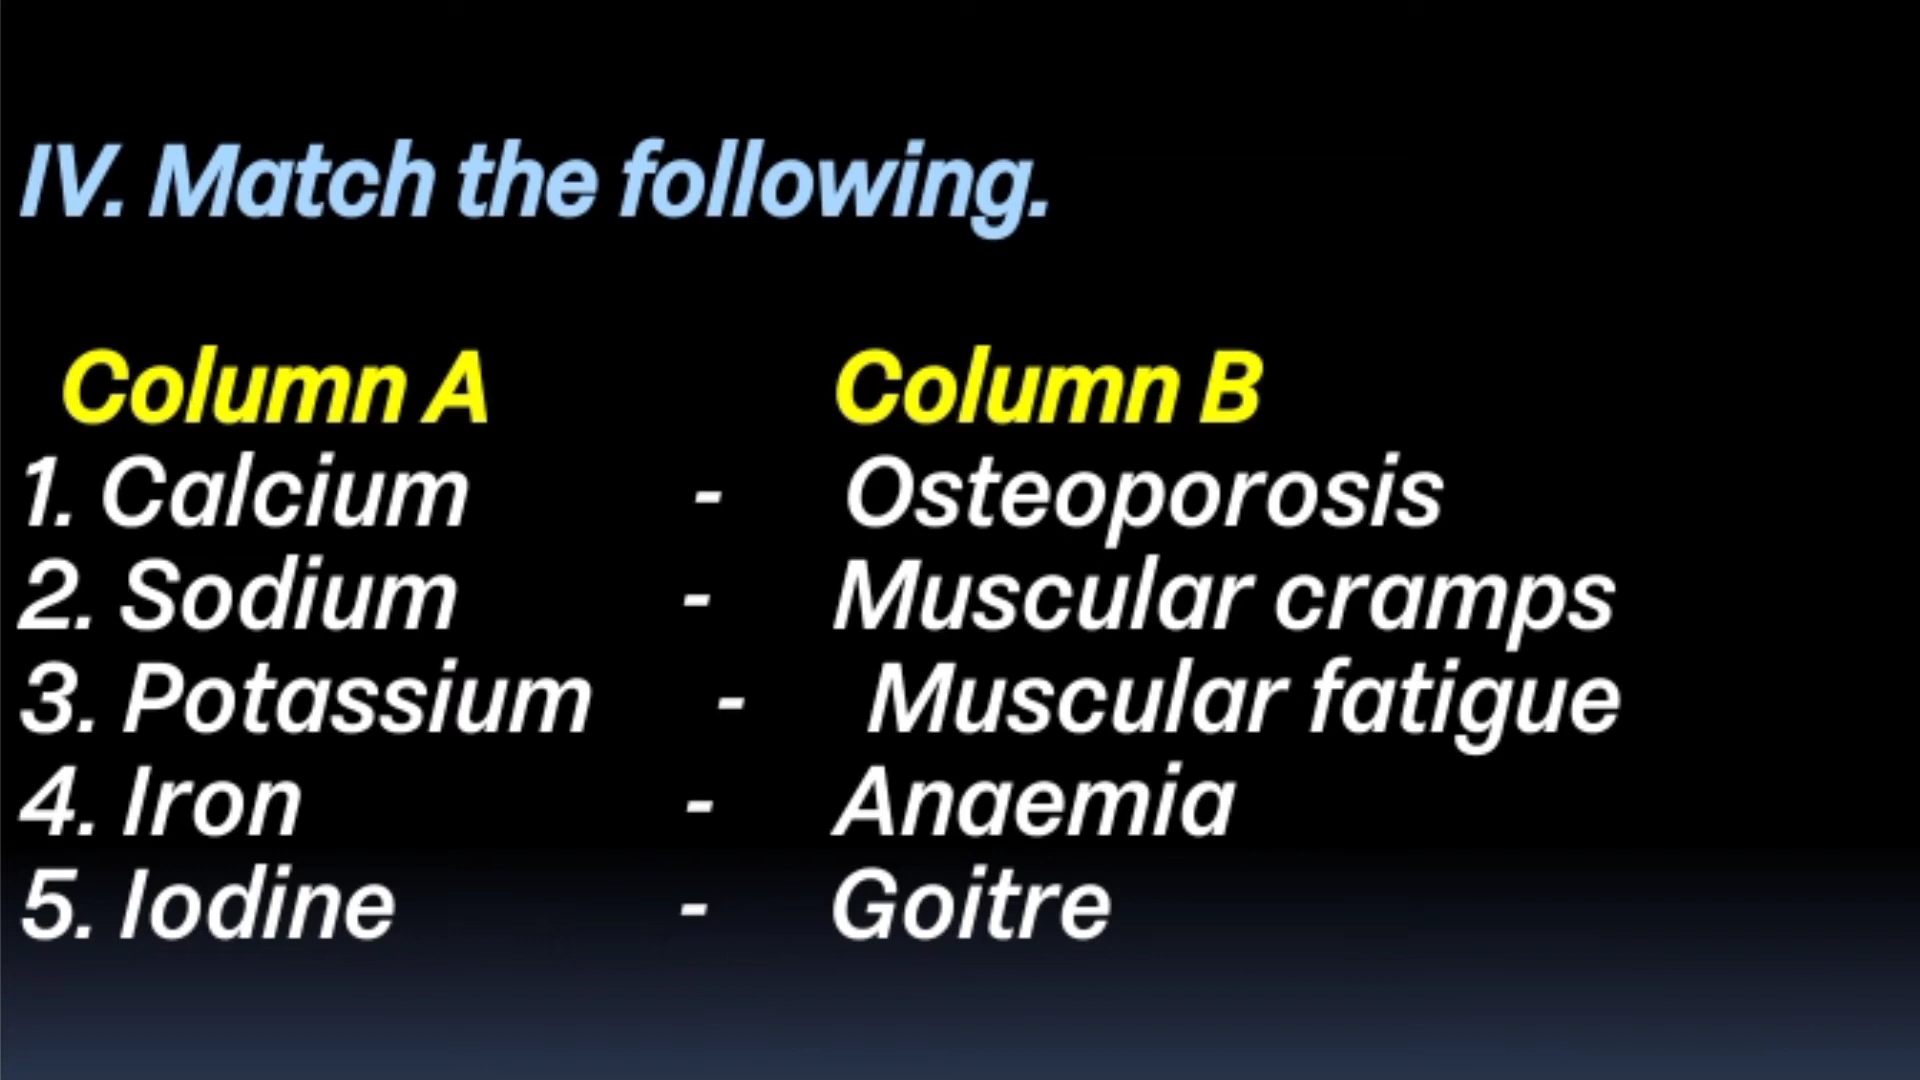 IV. Match the following.
Column A Column B
1. Calcium - Osteoporosis
2. Sodium - Muscular cramps
3. Potassium - Muscular fatigue
4. Iron - Anaemia
5. Iodine - Goitre